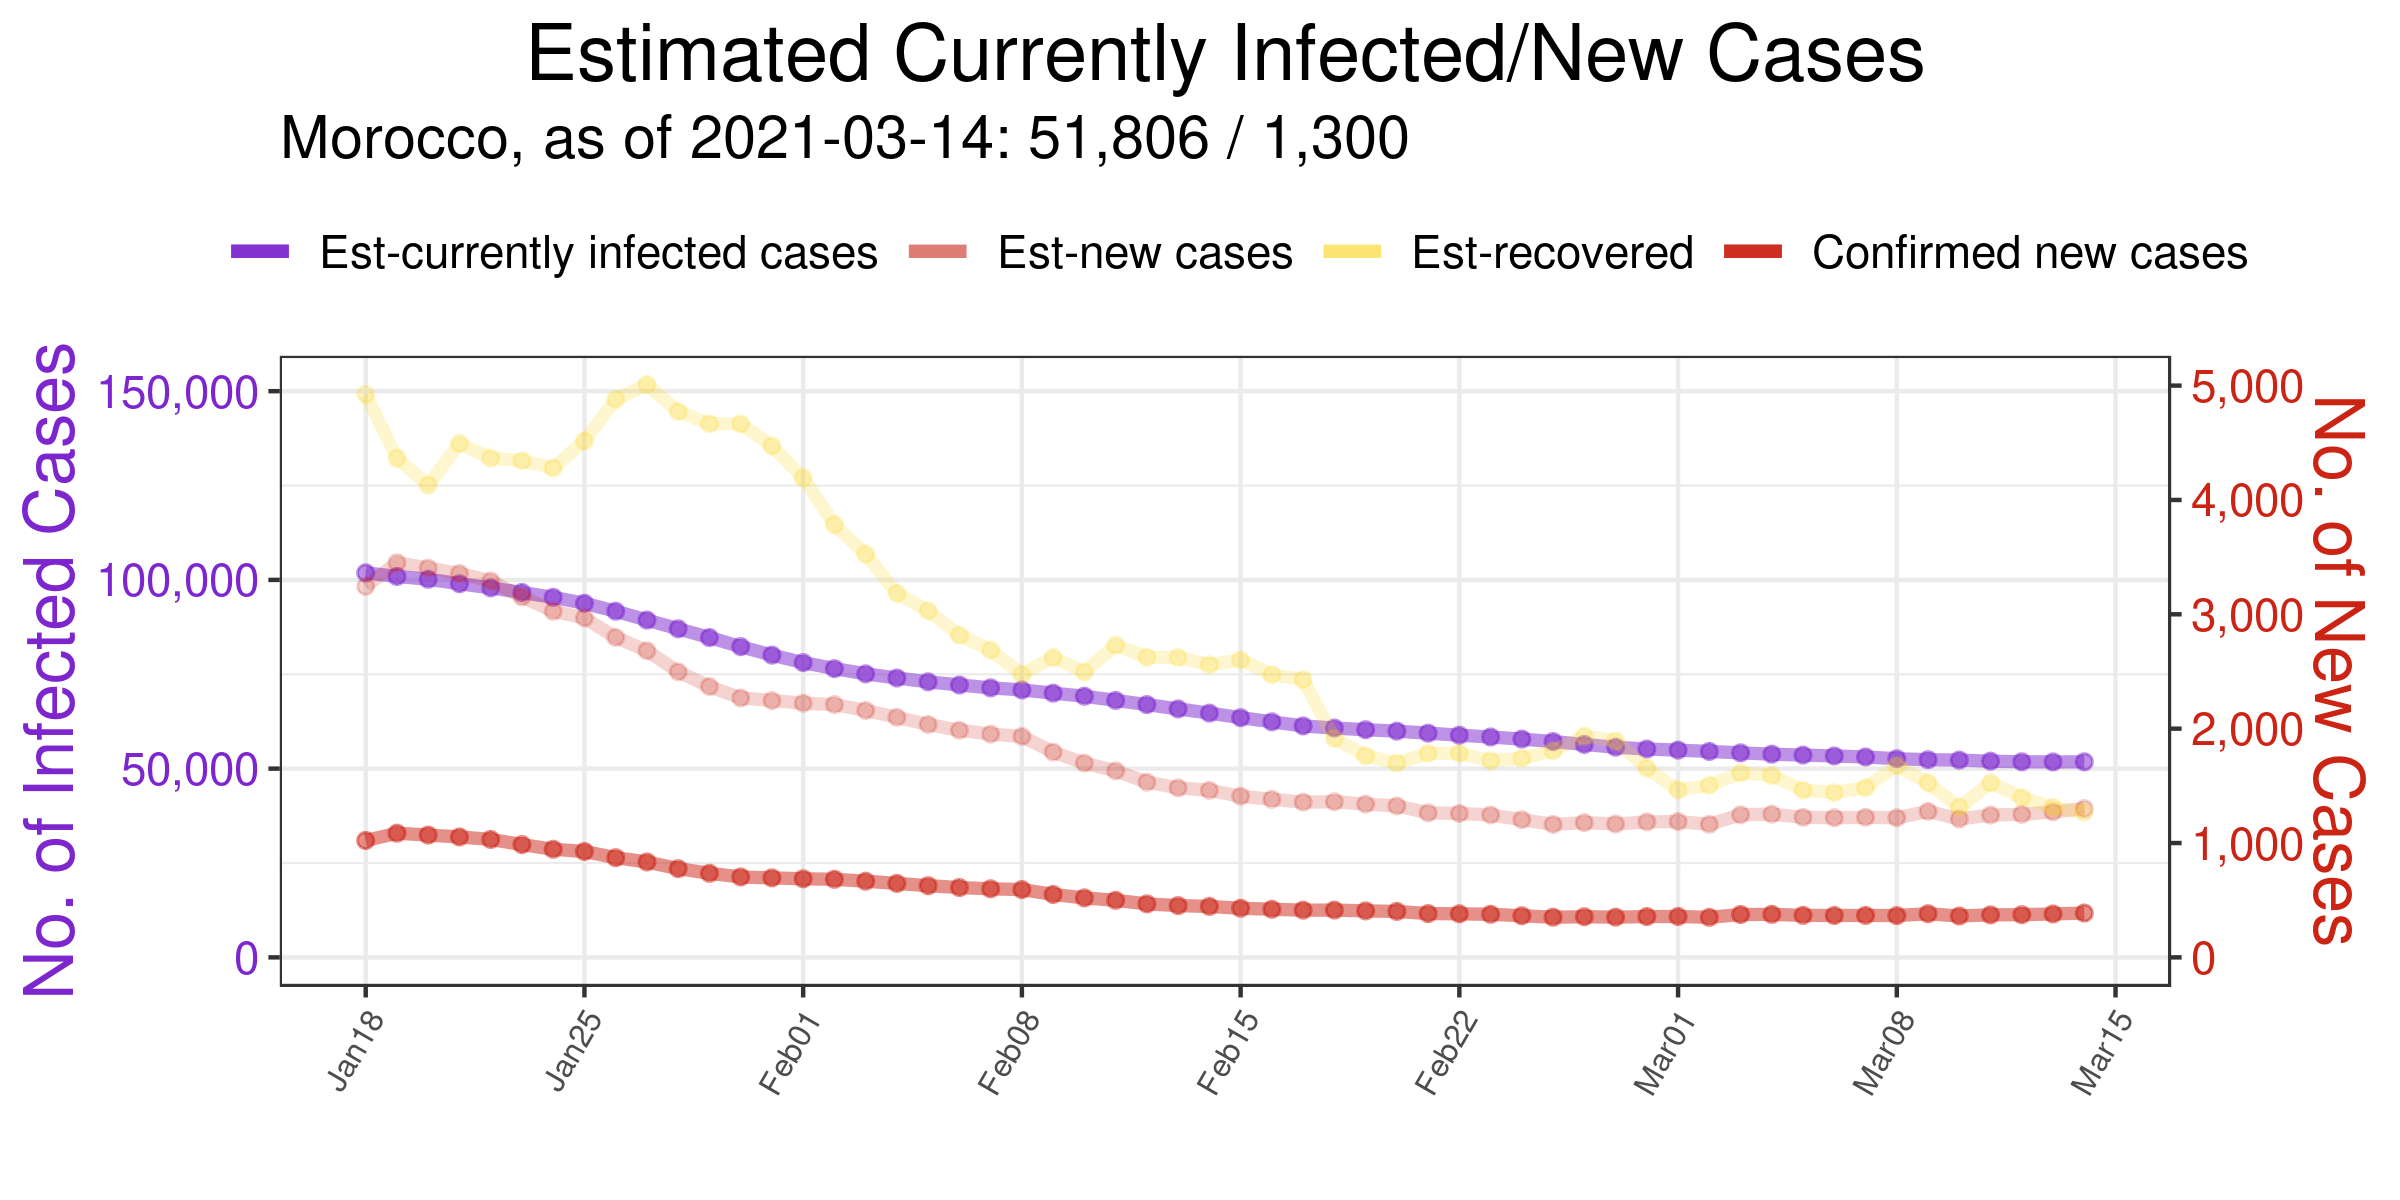 Estimated Currently Infected/New Cases
Morocco, as of 2021-03-14: 51,806 / 1,300
Est-currently infected cases Est-new cases Est-recovered Confirmed new cases
No. of Infected Cases
150,000
100,000
50,000
0
5,000
4,000
3,000
2,000
1,000
0
No. of New Cases
Jan18 Jan25 Feb01 Feb08 Feb15 Feb22 Mar01 Mar08 Mar15